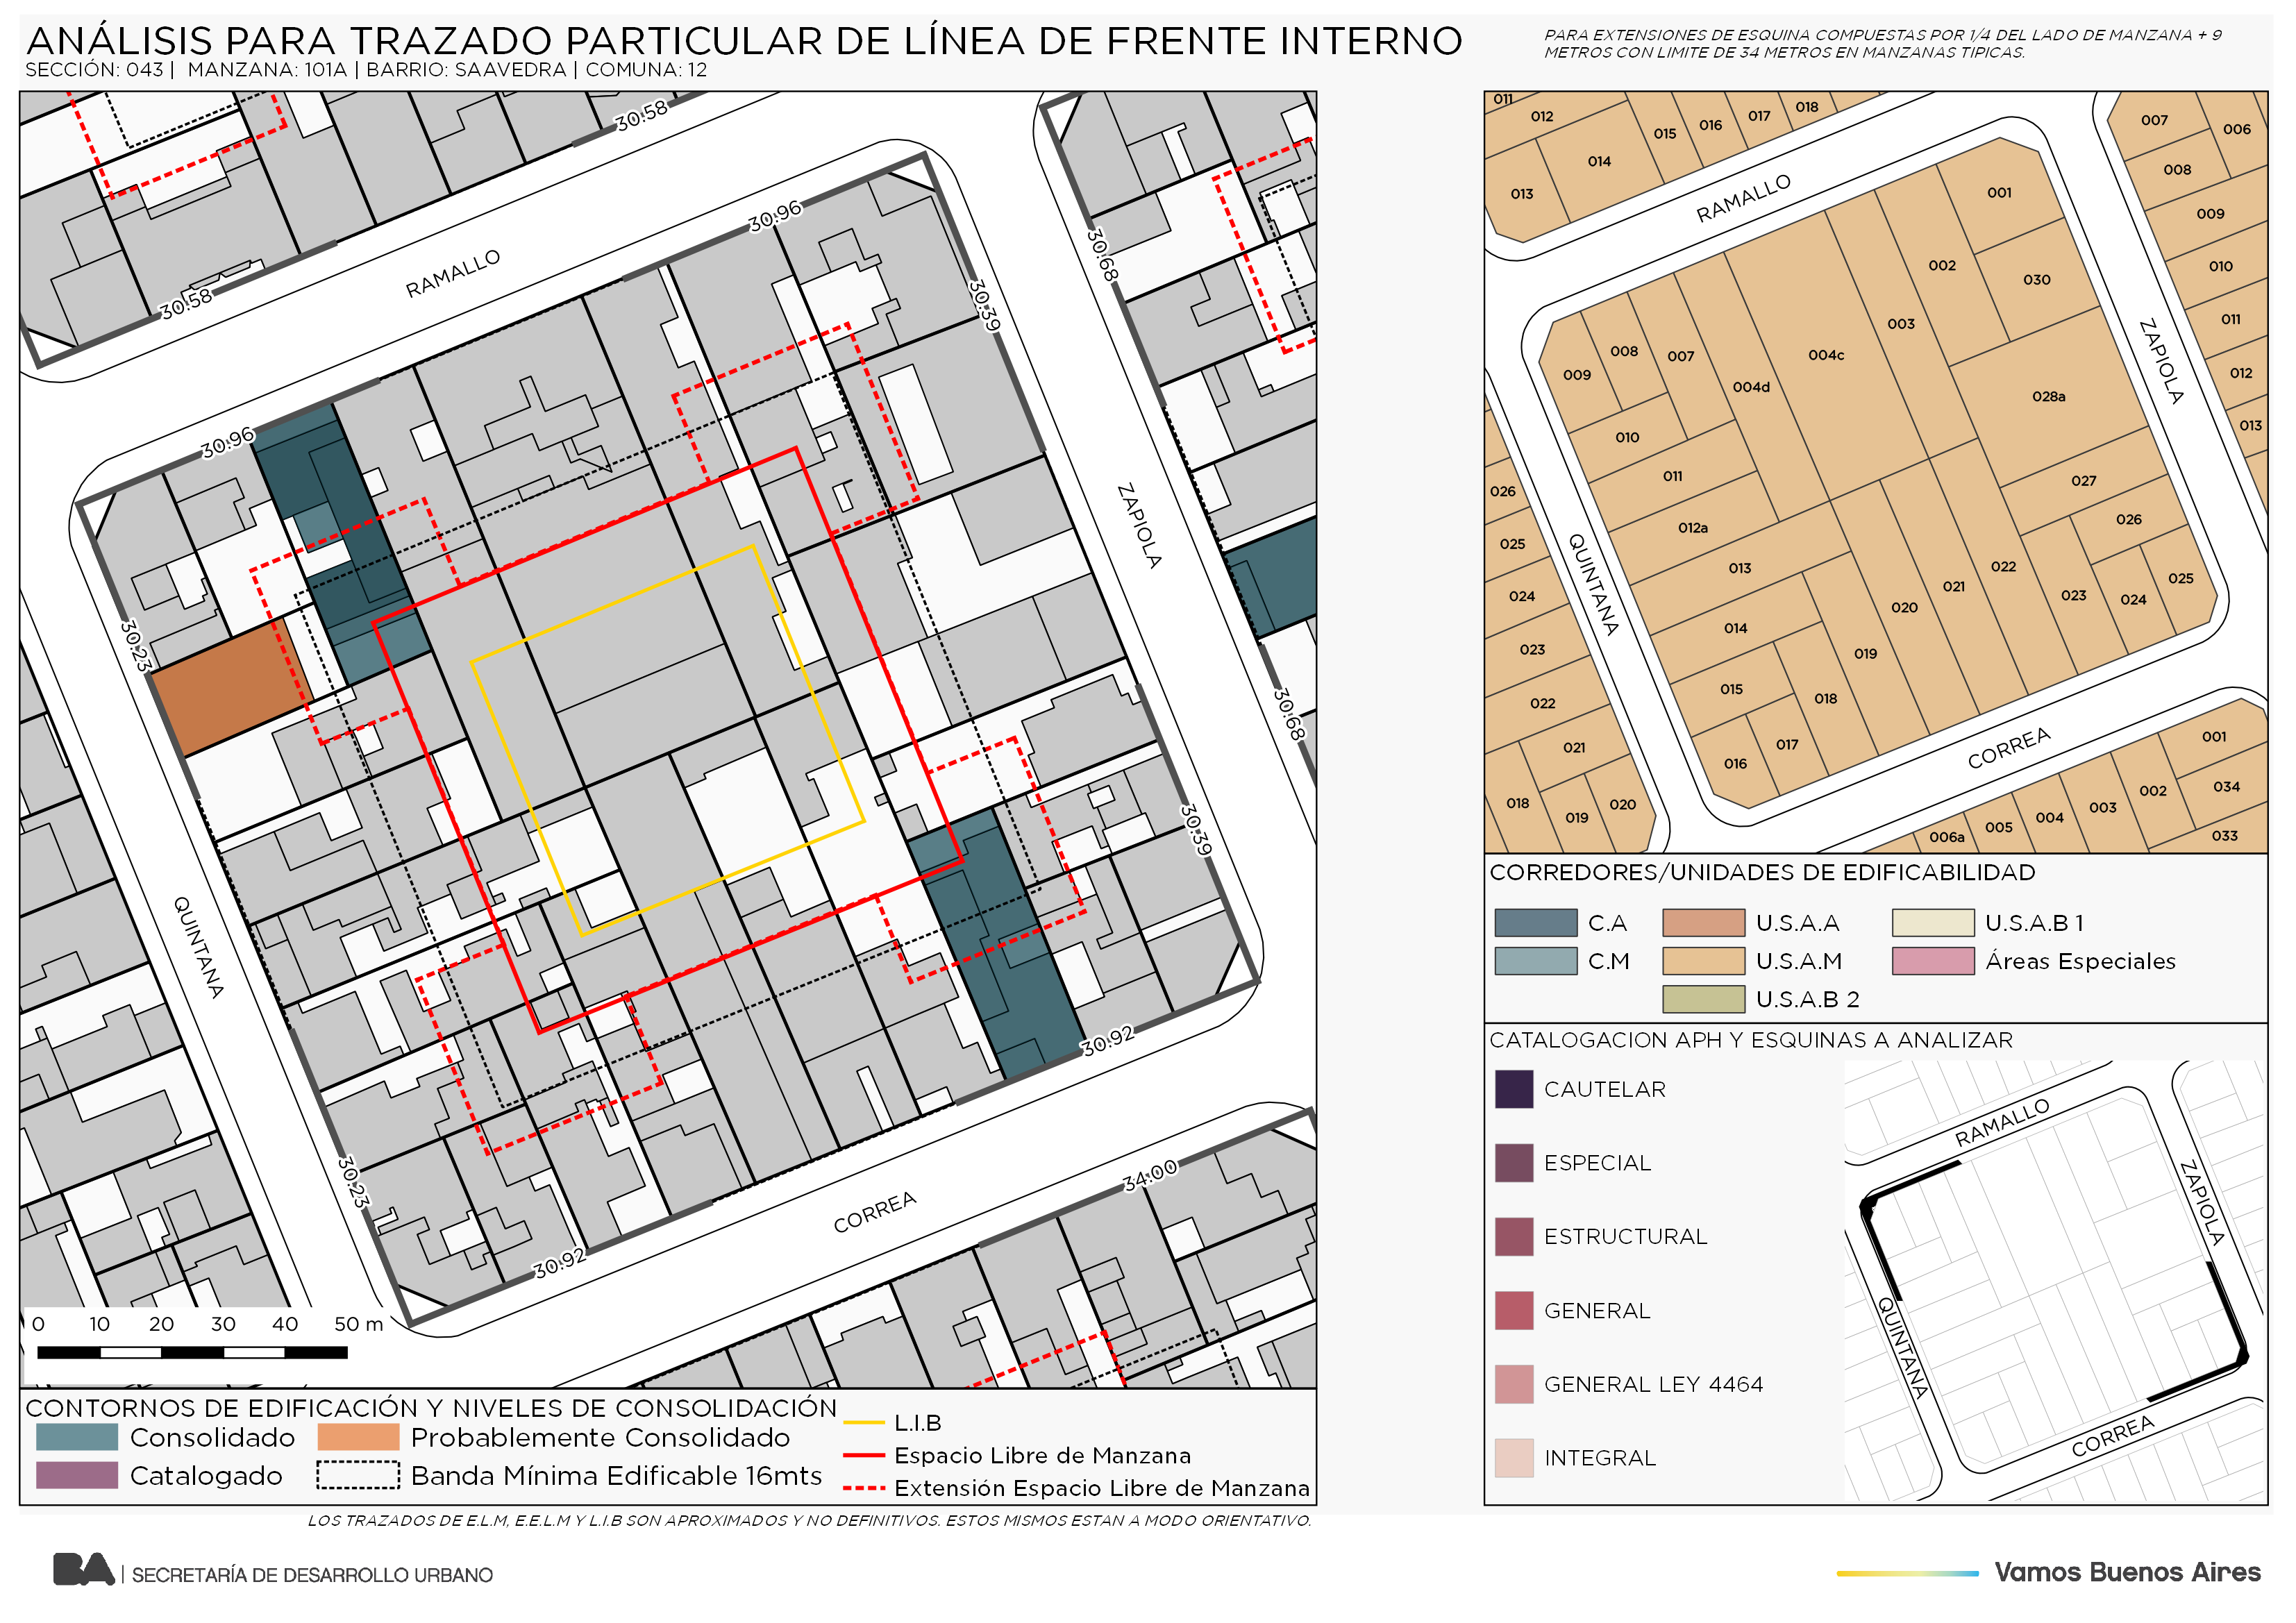 ANÁLISIS PARA TRAZADO PARTICULAR DE LÍNEA DE FRENTE INTERNO
SECCIÓN: 043 | MANZANA: 101A | BARRIO: SAAVEDRA | COMUNA: 12
PARA EXTENSIONES DE ESQUINA COMPUESTAS POR 1/4 DEL LADO DE MANZANA + 9
METROS CON LIMITE DE 34 METROS EN MANZANAS TIPICAS.
30.58
30.58
RAMALLO
30.96
30.96
30.39
30.68
ZAPIOLA
30.23
30.68
30.39
QUINTANA
30.92
30.23
34.00
CORREA
30.92
0 10 20 30 40 50 m
CONTORNOS DE EDIFICACIÓN Y NIVELES DE CONSOLIDACIÓN
Consolidado
Probablemente Consolidado
Catalogado
Banda Mínima Edificable 16mts
L.I.B
Espacio Libre de Manzana
Extensión Espacio Libre de Manzana
LOS TRAZADOS DE E.L.M, E.E.L.M Y L.I.B SON APROXIMADOS Y NO DEFINITIVOS. ESTOS MISMOS ESTAN A MODO ORIENTATIVO.
011
012
013
014
015
016
017
018
007
006
008
009
010
011
012
013
RAMALLO
ZAPIOLA
QUINTANA
CORREA
001
002
030
003
004c
004d
007
008
009
010
011
012a
013
014
015
016
017
018
019
020
021
022
023
024
025
026
027
028a
026
025
024
023
022
021
018
019
020
001
034
033
002
003
004
005
006a
CORREDORES/UNIDADES DE EDIFICABILIDAD
C.A
U.S.A.A
U.S.A.B 1
C.M
U.S.A.M
Áreas Especiales
U.S.A.B 2
CATALOGACION APH Y ESQUINAS A ANALIZAR
CAUTELAR
ESPECIAL
ESTRUCTURAL
GENERAL
GENERAL LEY 4464
INTEGRAL
RAMALLO
ZAPIOLA
QUINTANA
CORREA
BA | SECRETARÍA DE DESARROLLO URBANO
Vamos Buenos Aires